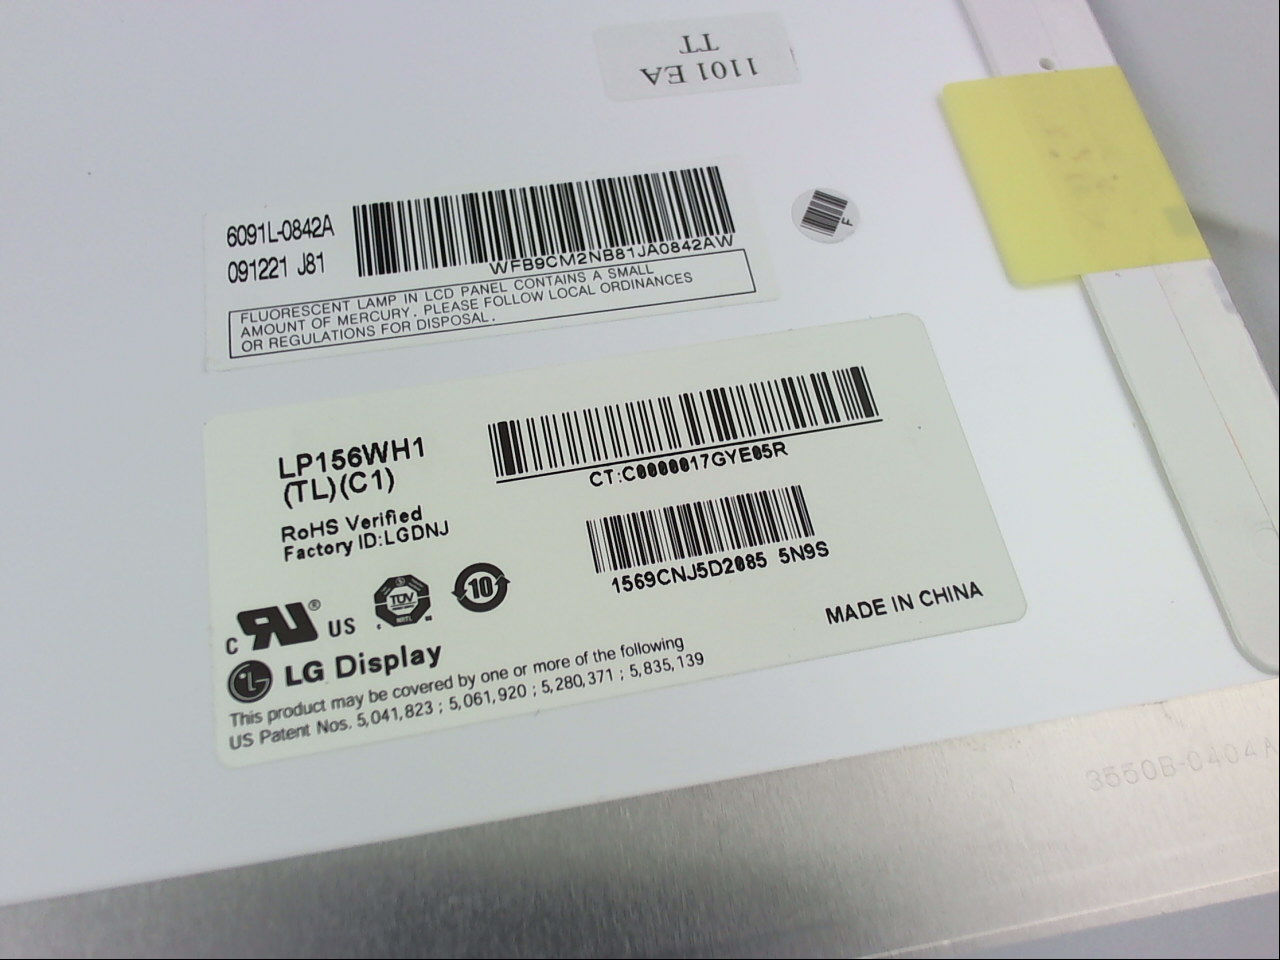 TT
1101 EA
6091L-0842A
091221 J81
WFB9CM2NB81JA0842AW
FLUORESCENT LAMP IN LCD PANEL CONTAINS A SMALL
AMOUNT OF MERCURY. PLEASE FOLLOW LOCAL ORDINANCES
OR REGULATIONS FOR DISPOSAL.
F
LP156WH1
(TL)(C1)
CT:C0000017GYE05R
RoHS Verified
Factory ID:LGDNJ
1569CNJ5D2085 5N9S
MADE IN CHINA
C RU ® US
TÜV
10
LG Display
This product may be covered by one or more of the following
US Patent Nos. 5,041,823 ; 5,061,920 ; 5,280,371 ; 5,835,139
3550B-0404A